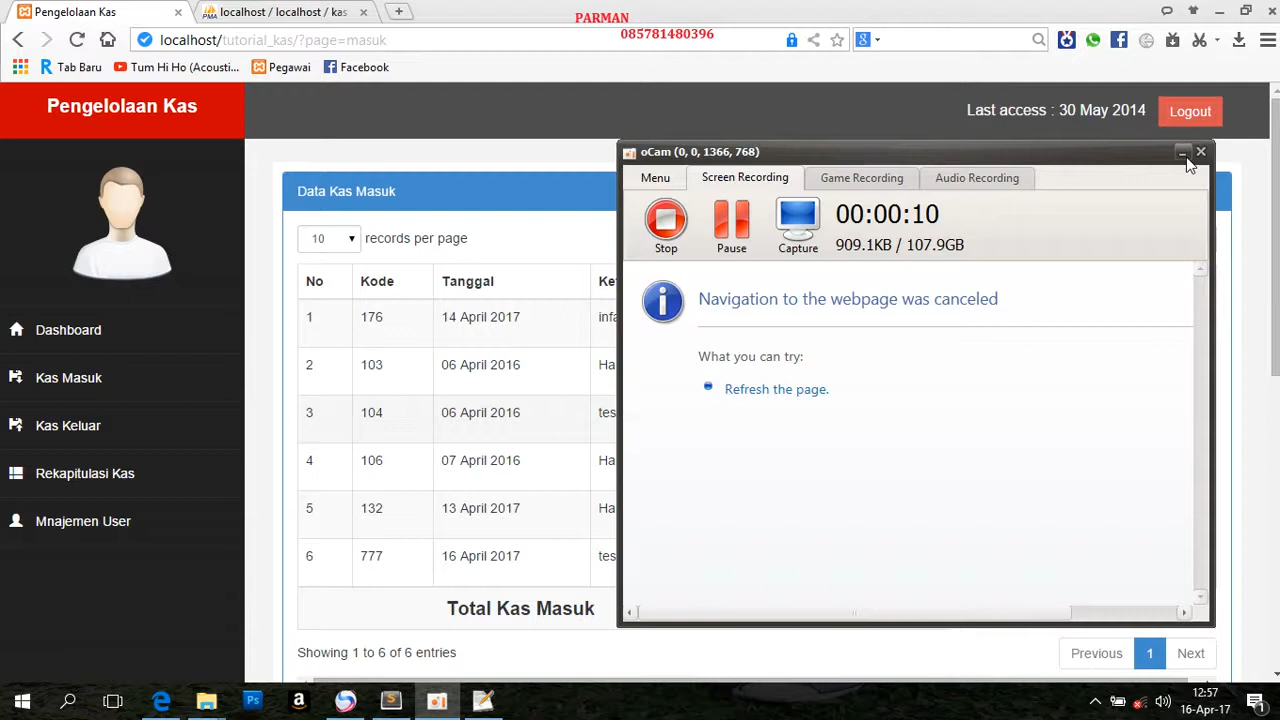 Pengelolaan Kas
localhost / localhost / kas
PARMAN
085781480396
localhost/tutorial_kas/?page=masuk
Tab Baru
Tum Hi Ho (Acousti...
Pegawai
Facebook
Pengelolaan Kas
Last access : 30 May 2014
Logout
oCam (0, 0, 1366, 768)
Menu
Screen Recording
Game Recording
Audio Recording
Stop
Pause
Capture
00:00:10
909.1KB / 107.9GB
Navigation to the webpage was canceled
What you can try:
Refresh the page.
Data Kas Masuk
10 records per page
No Kode Tanggal Ke
1 176 14 April 2017 infa
2 103 06 April 2016 Ha
3 104 06 April 2016 tes
4 106 07 April 2016 Ha
5 132 13 April 2017 Ha
6 777 16 April 2017 tes
Total Kas Masuk
Showing 1 to 6 of 6 entries
Previous 1 Next
Dashboard
Kas Masuk
Kas Keluar
Rekapitulasi Kas
Mnajemen User
12:57
16-Apr-17